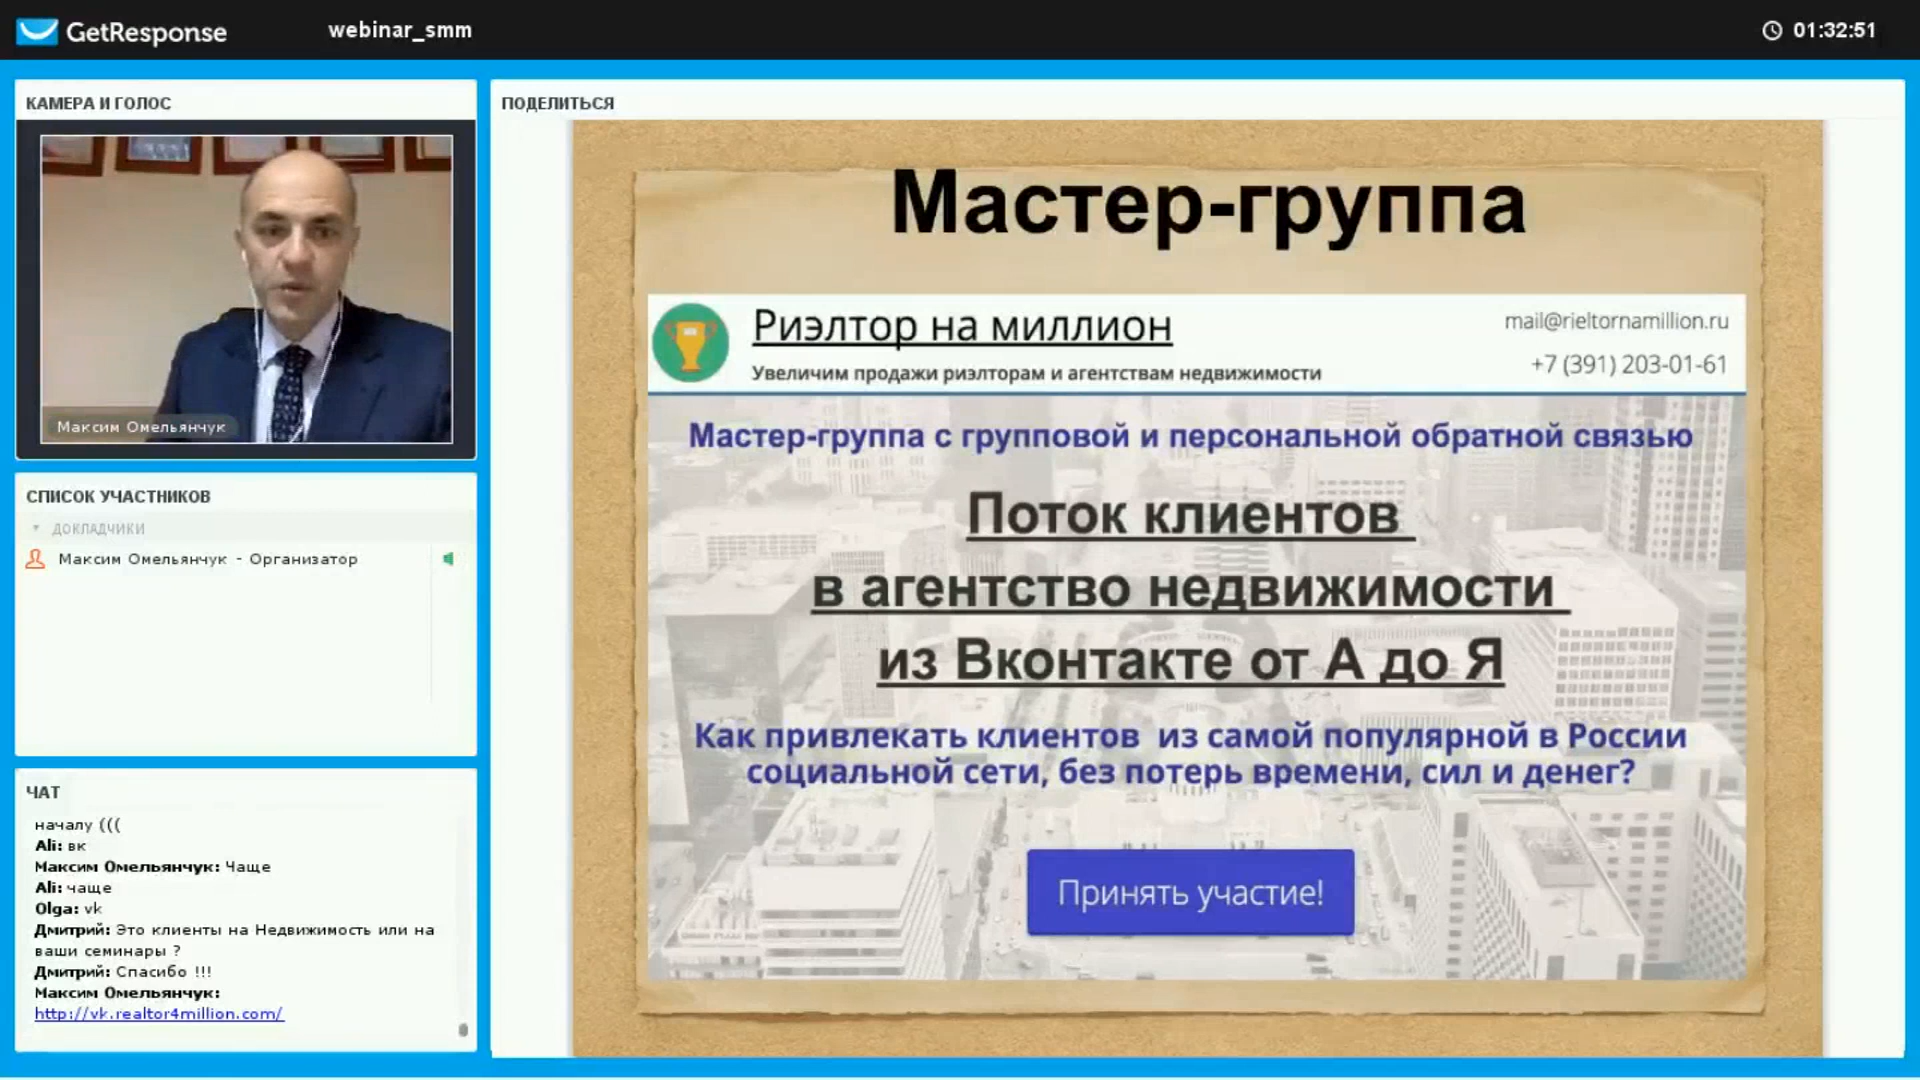 GetResponse
webinar_smm
01:32:51
КАМЕРА И ГОЛОС
Максим Омельянчук
СПИСОК УЧАСТНИКОВ
ДОКЛАДЧИКИ
Максим Омельянчук - Организатор
ЧАТ
началу (((
Ali: вк
Максим Омельянчук: Чаще
Ali: чаще
Olga: vk
Дмитрий: Это клиенты на Недвижимость или на
ваши семинары ?
Дмитрий: Спасибо !!!
Максим Омельянчук:
http://vk.realtor4million.com/
ПОДЕЛИТЬСЯ
Мастер-группа
Риэлтор на миллион
Увеличим продажи риэлторам и агентствам недвижимости
mail@rieltornamillion.ru
+7 (391) 203-01-61
Мастер-группа с групповой и персональной обратной связью
Поток клиентов
в агентство недвижимости
из Вконтакте от А до Я
Как привлекать клиентов из самой популярной в России
социальной сети, без потерь времени, сил и денег?
Принять участие!